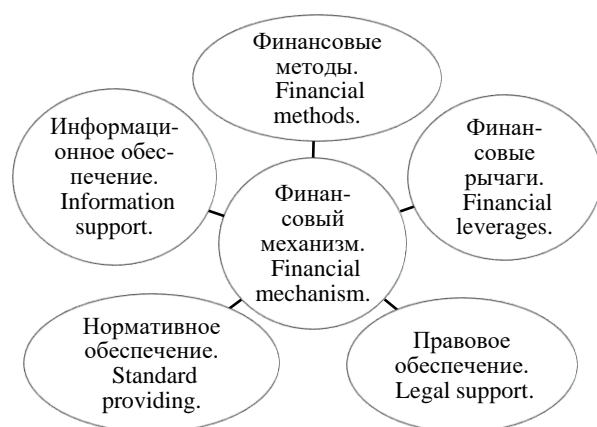 Финансовые
методы.
Financial
methods.
Информаци-
онное обес-
печение.
Information
support.
Финан-
совые
рычаги.
Financial
leverages.
Финан-
совый
механизм.
Financial
mechanism.
Нормативное
обеспечение.
Standard
providing.
Правовое
обеспечение.
Legal support.